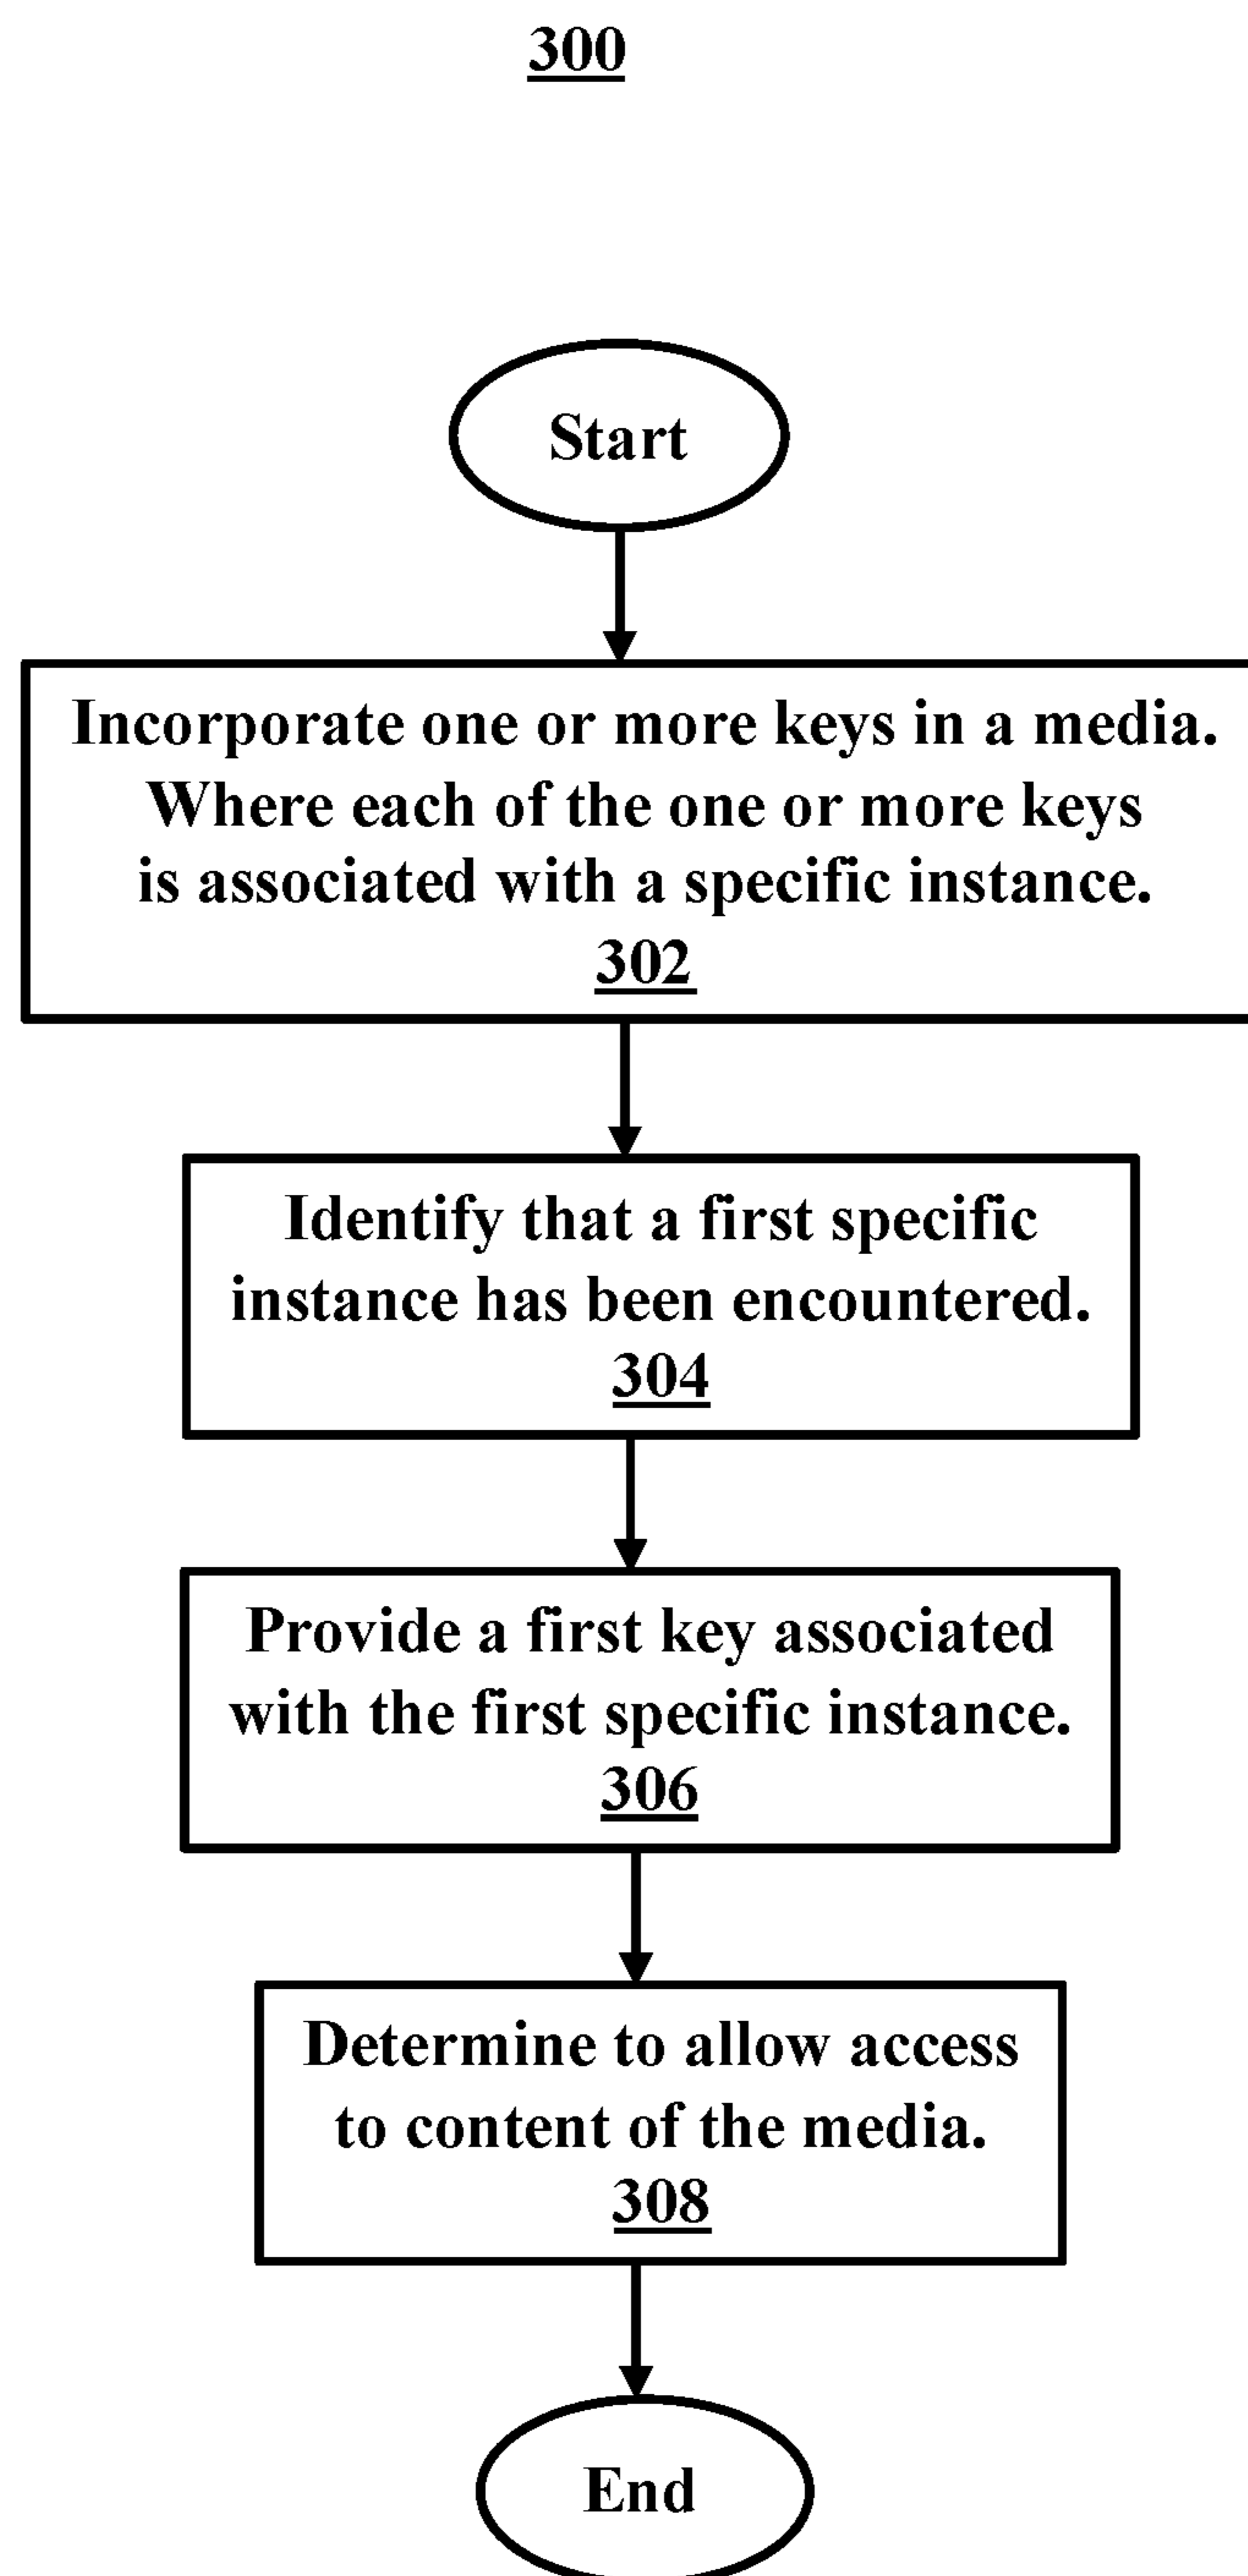 300
Start
Incorporate one or more keys in a media.
Where each of the one or more keys
is associated with a specific instance.
302
Identify that a first specific
instance has been encountered.
304
Provide a first key associated
with the first specific instance.
306
Determine to allow access
to content of the media.
308
End